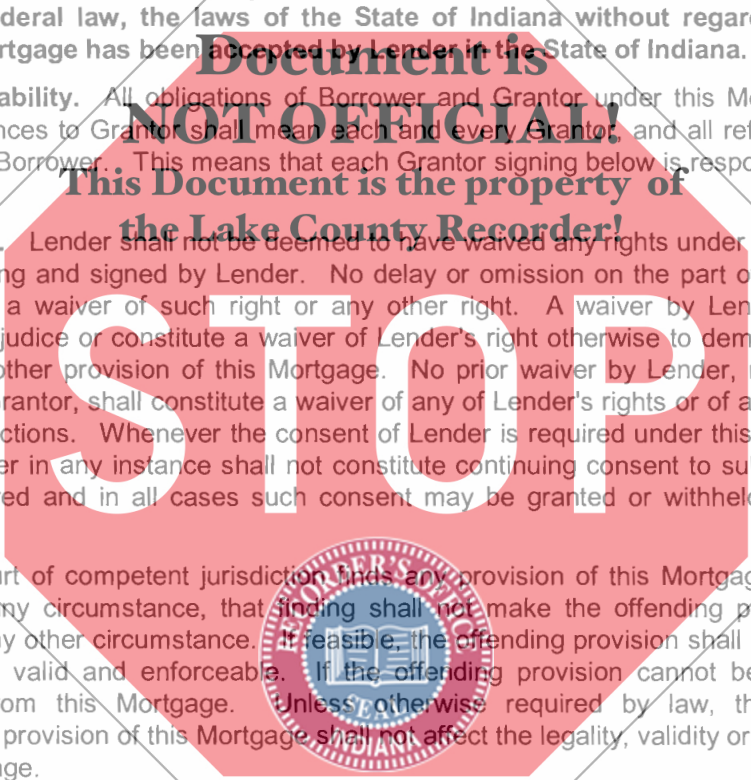 deral law, the laws of the State of Indiana without regar
rtgage has been accepted by Lender in the State of Indiana.
Document is
ability. All obligations of Borrower and Grantor under this Mo
NOT OFFICIAL!
nces to Grantor shall mean each and every Grantor, and all ref
Borrower. This means that each Grantor signing below is respo
This Document is the property of
the Lake County Recorder!
. Lender shall not be deemed to have waived any rights under
ng and signed by Lender. No delay or omission on the part o
a waiver of such right or any other right. A waiver by Len
judice or constitute a waiver of Lender's right otherwise to dem
other provision of this Mortgage. No prior waiver by Lender,
rantor, shall constitute a waiver of any of Lender's rights or of a
ctions. Whenever the consent of Lender is required under this
er in any instance shall not constitute continuing consent to su
red and in all cases such consent may be granted or withheld
STOP
urt of competent jurisdiction finds any provision of this Mortgag
ny circumstance, that finding shall not make the offending p
ny other circumstance. If feasible, the offending provision shall
valid and enforceable. If the offending provision cannot be
rom this Mortgage. Unless otherwise required by law, th
provision of this Mortgage shall not affect the legality, validity or
nge.
RECORDER'S OFFICE
SEAL
INDIANA